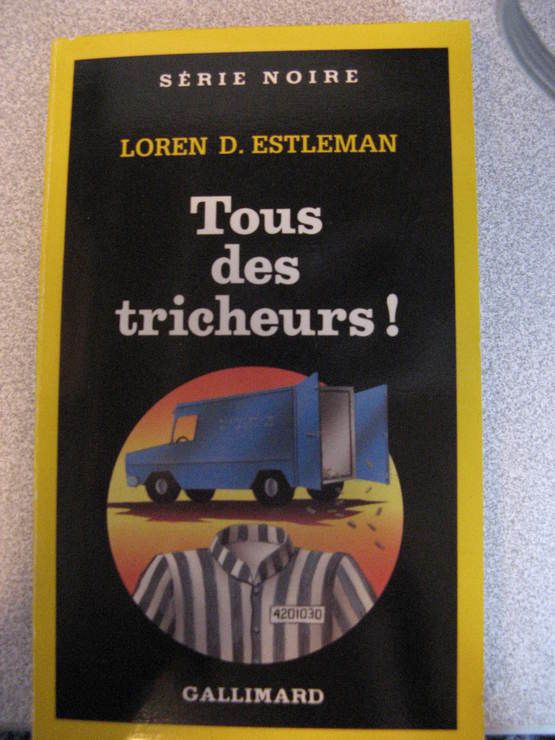 SÉRIE NOIRE
LOREN D. ESTLEMAN
Tous
des
tricheurs !
4201030
GALLIMARD